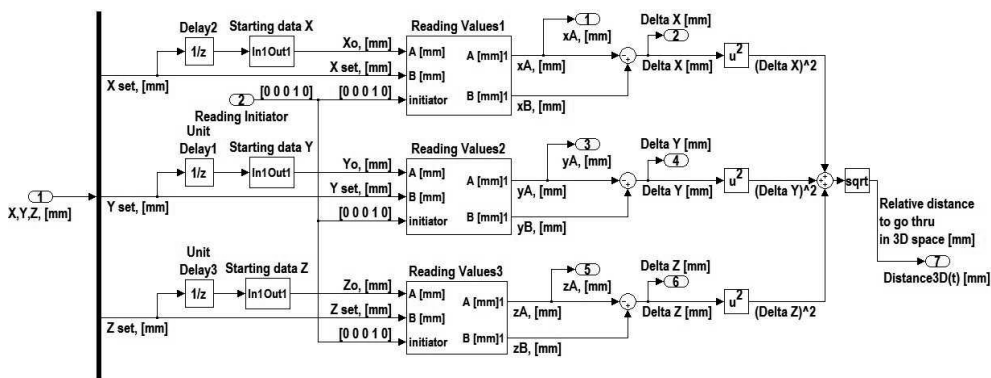 Delay2
Starting data X
1/z
In1 Out1
Xo, [mm]
X set, [mm]
X set, [mm]
[0 0 0 1 0]
[0 0 0 1 0]
2
Reading Initiator
Reading Values1
A [mm]
B [mm]
initiator
A [mm]1
B [mm]1
1
xA, [mm]
xA, [mm]
xB, [mm]
Delta X [mm]
2
Delta X [mm]
u²
(Delta X)^2
Unit
Delay1
Starting data Y
1/z
In1 Out1
Yo, [mm]
Y set, [mm]
Y set, [mm]
[0 0 0 1 0]
Reading Values2
A [mm]
B [mm]
initiator
A [mm]1
B [mm]1
3
yA, [mm]
yA, [mm]
yB, [mm]
Delta Y [mm]
4
Delta Y [mm]
u²
(Delta Y)^2
1
X,Y,Z, [mm]
sqrt
Relative distance
to go thru
in 3D space [mm]
7
Distance3D(t) [mm]
Unit
Delay3
Starting data Z
1/z
In1 Out1
Zo, [mm]
Z set, [mm]
Z set, [mm]
[0 0 0 1 0]
Reading Values3
A [mm]
B [mm]
initiator
A [mm]1
B [mm]1
5
zA, [mm]
zA, [mm]
zB, [mm]
Delta Z [mm]
6
Delta Z [mm]
u²
(Delta Z)^2